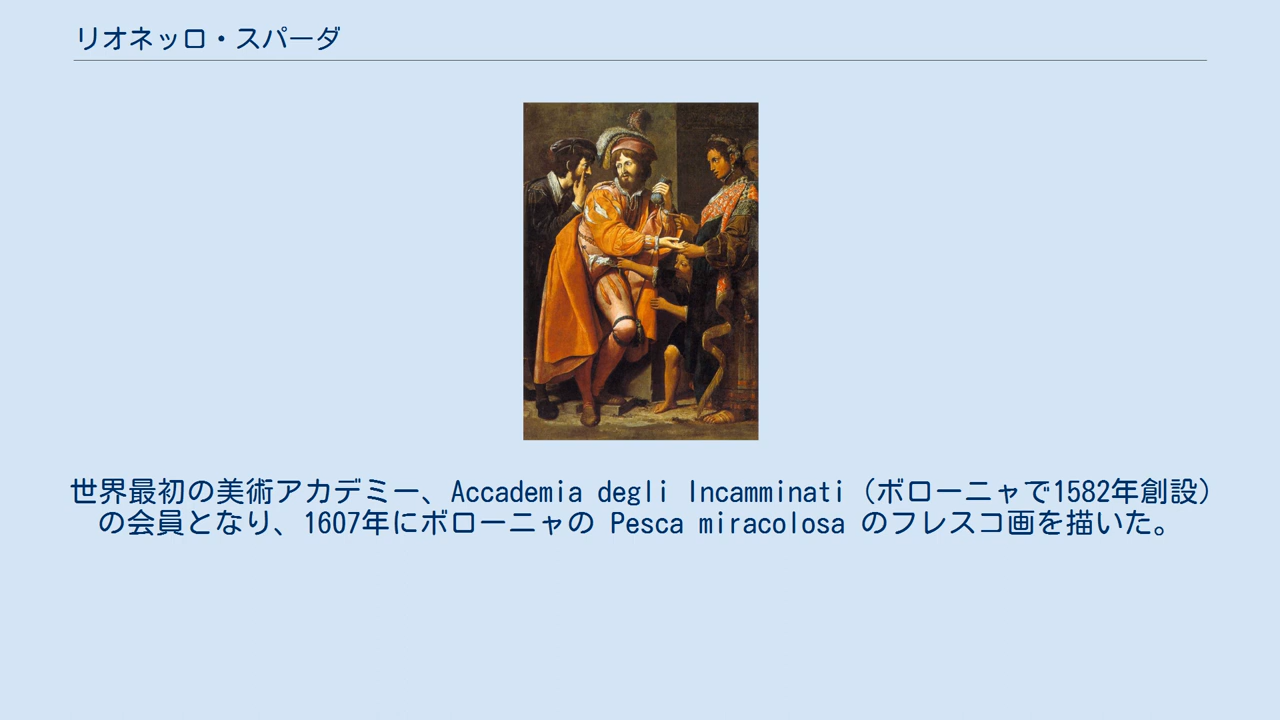 リオネッロ・スパーダ
世界最初の美術アカデミー、Accademia degli Incamminati（ボローニャで1582年創設）
の会員となり、1607年にボローニャの Pesca miracolosa のフレスコ画を描いた。